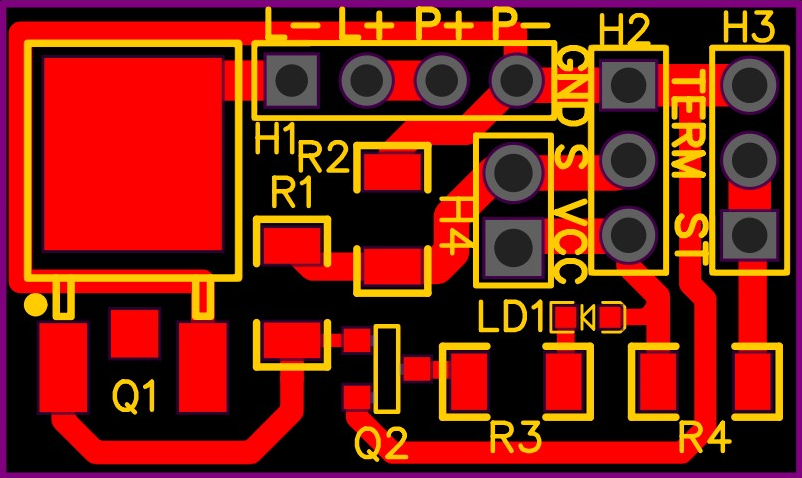 L- L+ P+ P-
H2
H3
GND
S
VCC
TERM
ST
H1
R2
R1
H4
LD1
Q1
Q2
R3
R4